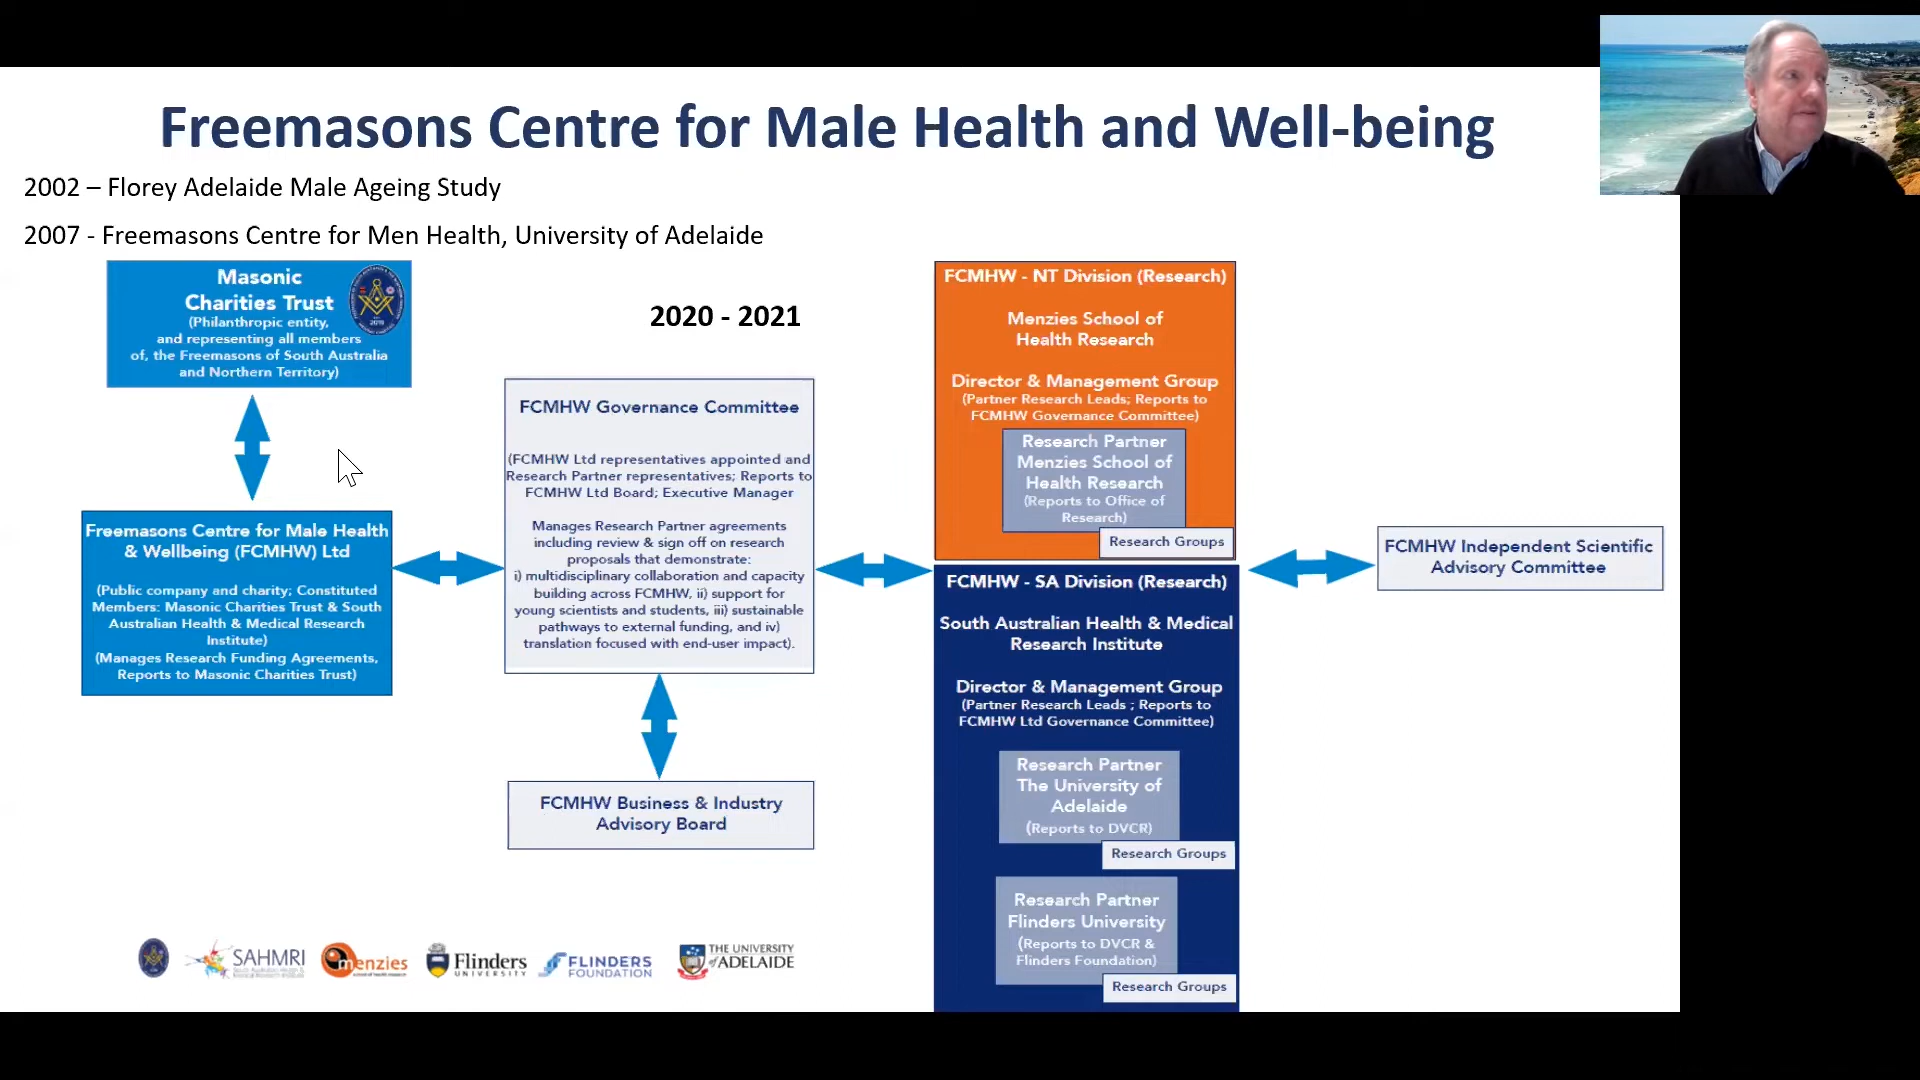 Freemasons Centre for Male Health and Well-being
2002 – Florey Adelaide Male Ageing Study
2007 - Freemasons Centre for Men Health, University of Adelaide
Masonic
Charities Trust
(Philanthropic entity,
and representing all members
of, the Freemasons of South Australia
and Northern Territory)
2020 - 2021
Freemasons Centre for Male Health
& Wellbeing (FCMHW) Ltd
(Public company and charity; Constituted
Members: Masonic Charities Trust & South
Australian Health & Medical Research
Institute)
(Manages Research Funding Agreements,
Reports to Masonic Charities Trust)
FCMHW Governance Committee
(FCMHW Ltd representatives appointed and
Research Partner representatives; Reports to
FCMHW Ltd Board; Executive Manager
Manages Research Partner agreements
including review & sign off on research
proposals that demonstrate:
i) multidisciplinary collaboration and capacity
building across FCMHW, ii) support for
young scientists and students, iii) sustainable
pathways to external funding, and iv)
translation focused with end-user impact).
FCMHW Business & Industry
Advisory Board
FCMHW - NT Division (Research)
Menzies School of
Health Research
Director & Management Group
(Partner Research Leads; Reports to
FCMHW Governance Committee)
Research Partner
Menzies School of
Health Research
(Reports to Office of
Research)
Research Groups
FCMHW - SA Division (Research)
South Australian Health & Medical
Research Institute
Director & Management Group
(Partner Research Leads ; Reports to
FCMHW Ltd Governance Committee)
Research Partner
The University of
Adelaide
(Reports to DVCR)
Research Groups
Research Partner
Flinders University
(Reports to DVCR &
Flinders Foundation)
Research Groups
FCMHW Independent Scientific
Advisory Committee
SAHMRI
South Australian Health &
Medical Research Institute
menzies
school of health research
Flinders
UNIVERSITY
FLINDERS
FOUNDATION
THE UNIVERSITY
of ADELAIDE